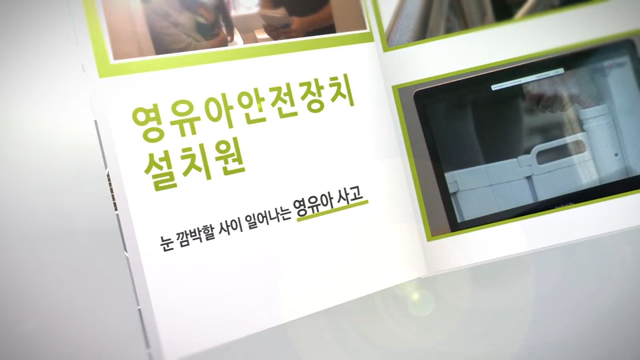 영유아안전장치
설치원
눈 깜박할 사이 일어나는 영유아 사고